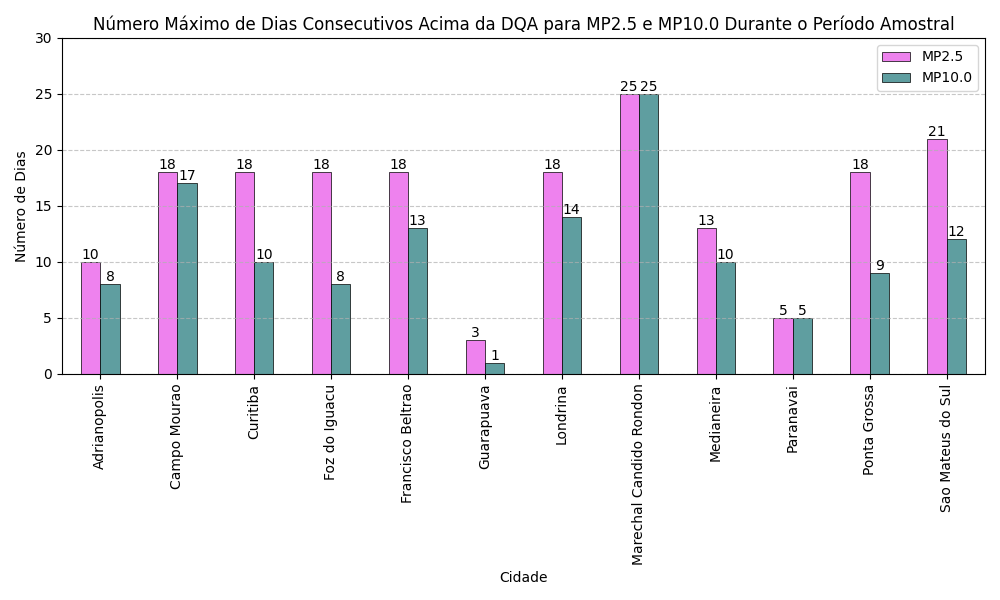 Número Máximo de Dias Consecutivos Acima da DQA para MP2.5 e MP10.0 Durante o Período Amostral
MP2.5
MP10.0
Número de Dias
30
25
20
15
10
5
0
10 8
18 17
18 10
18 8
18 13
3 1
18 14
25 25
13 10
5 5
18 9
21 12
Adrianopolis
Campo Mourao
Curitiba
Foz do Iguacu
Francisco Beltrao
Guarapuava
Londrina
Marechal Candido Rondon
Medianeira
Paranavai
Ponta Grossa
Sao Mateus do Sul
Cidade